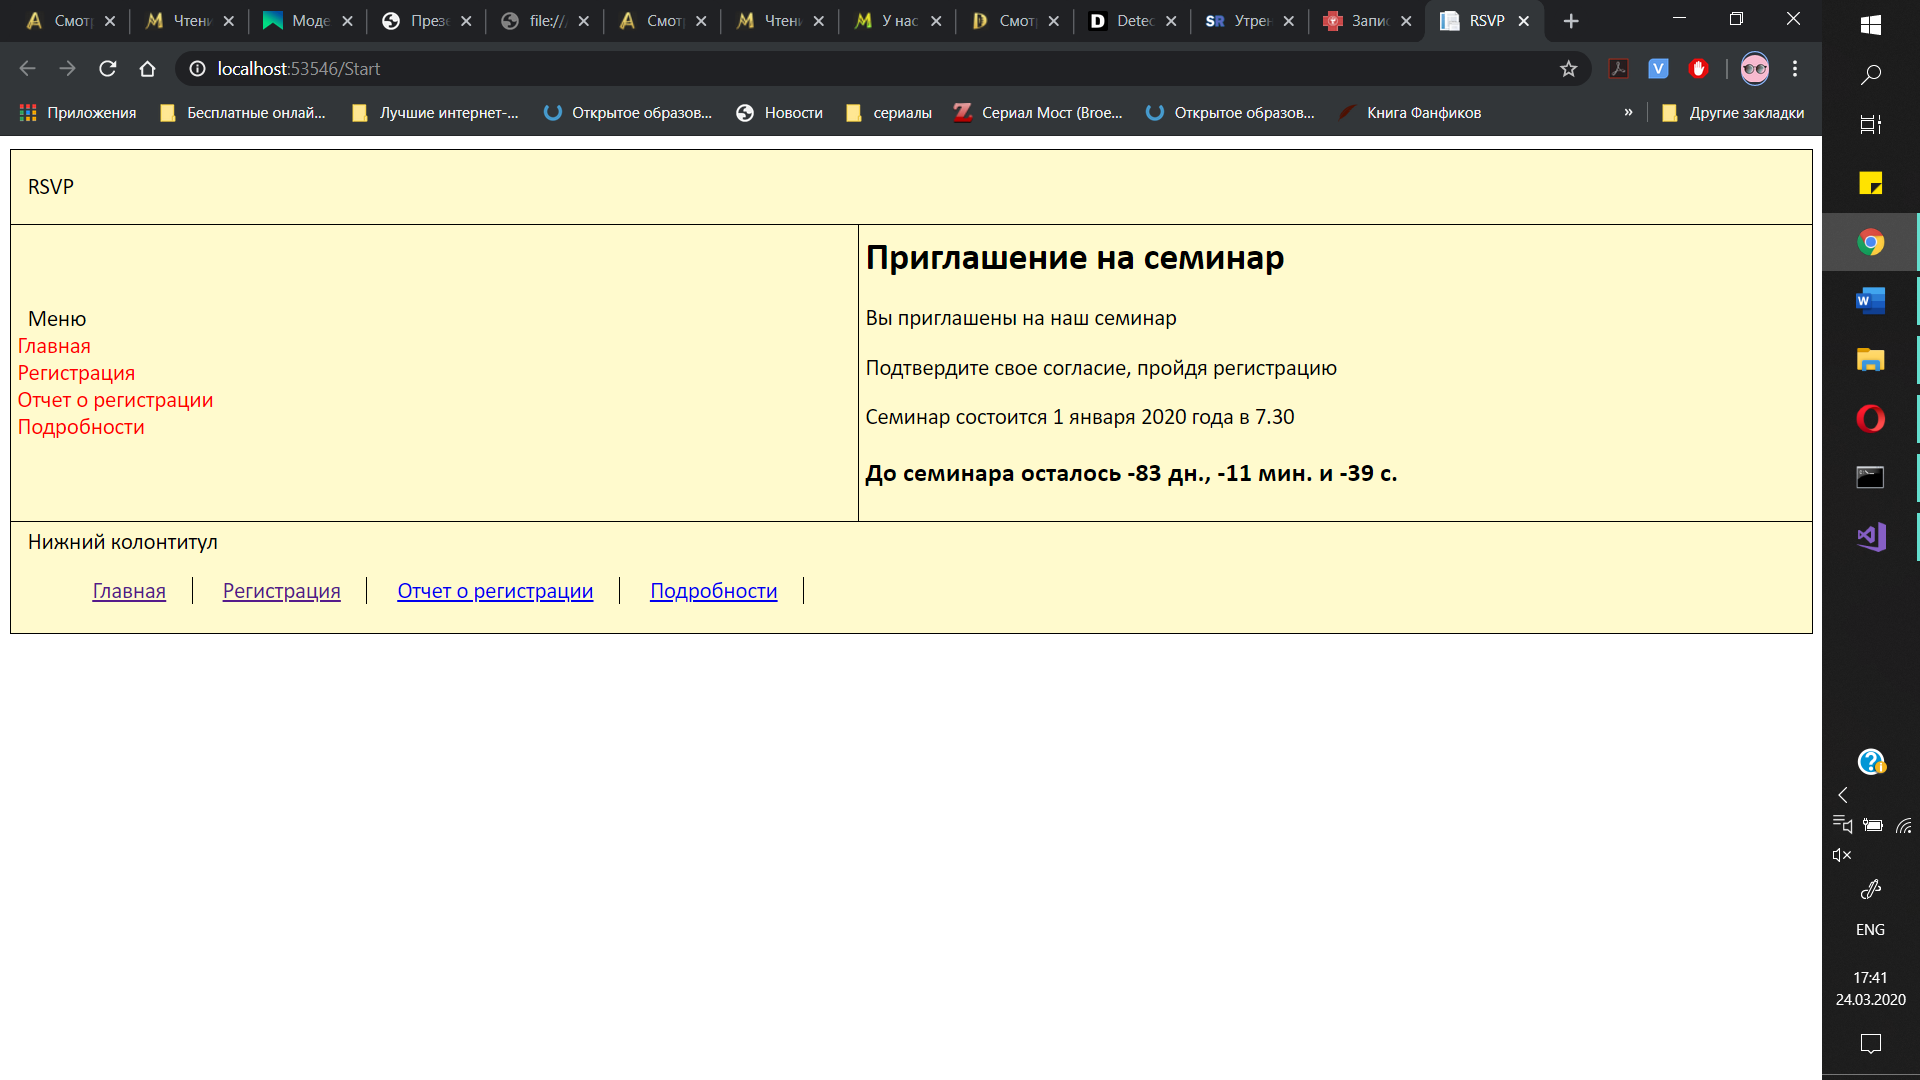 Смот Чтени Моде През file:// Смот Чтени У нас Смот Detec Утрен Запис RSVP
localhost:53546/Start
Приложения Бесплатные онлай... Лучшие интернет-... Открытое образов... Новости сериалы Сериал Мост (Broe... Открытое образов... Книга Фанфиков » Другие закладки
RSVP
Меню
Главная
Регистрация
Отчет о регистрации
Подробности
Приглашение на семинар
Вы приглашены на наш семинар
Подтвердите свое согласие, пройдя регистрацию
Семинар состоится 1 января 2020 года в 7.30
До семинара осталось -83 дн., -11 мин. и -39 с.
Нижний колонтитул
Главная Регистрация Отчет о регистрации Подробности
ENG
17:41
24.03.2020